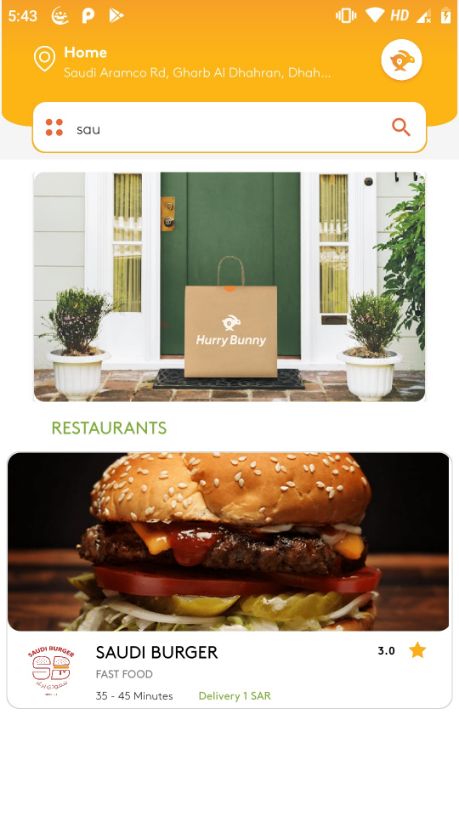 5:43
HD
Home
Saudi Aramco Rd, Gharb Al Dhahran, Dhah...
sau
Hurry Bunny
RESTAURANTS
SAUDI BURGER
SAUDI BURGER
3.0
FAST FOOD
35 - 45 Minutes
Delivery 1 SAR